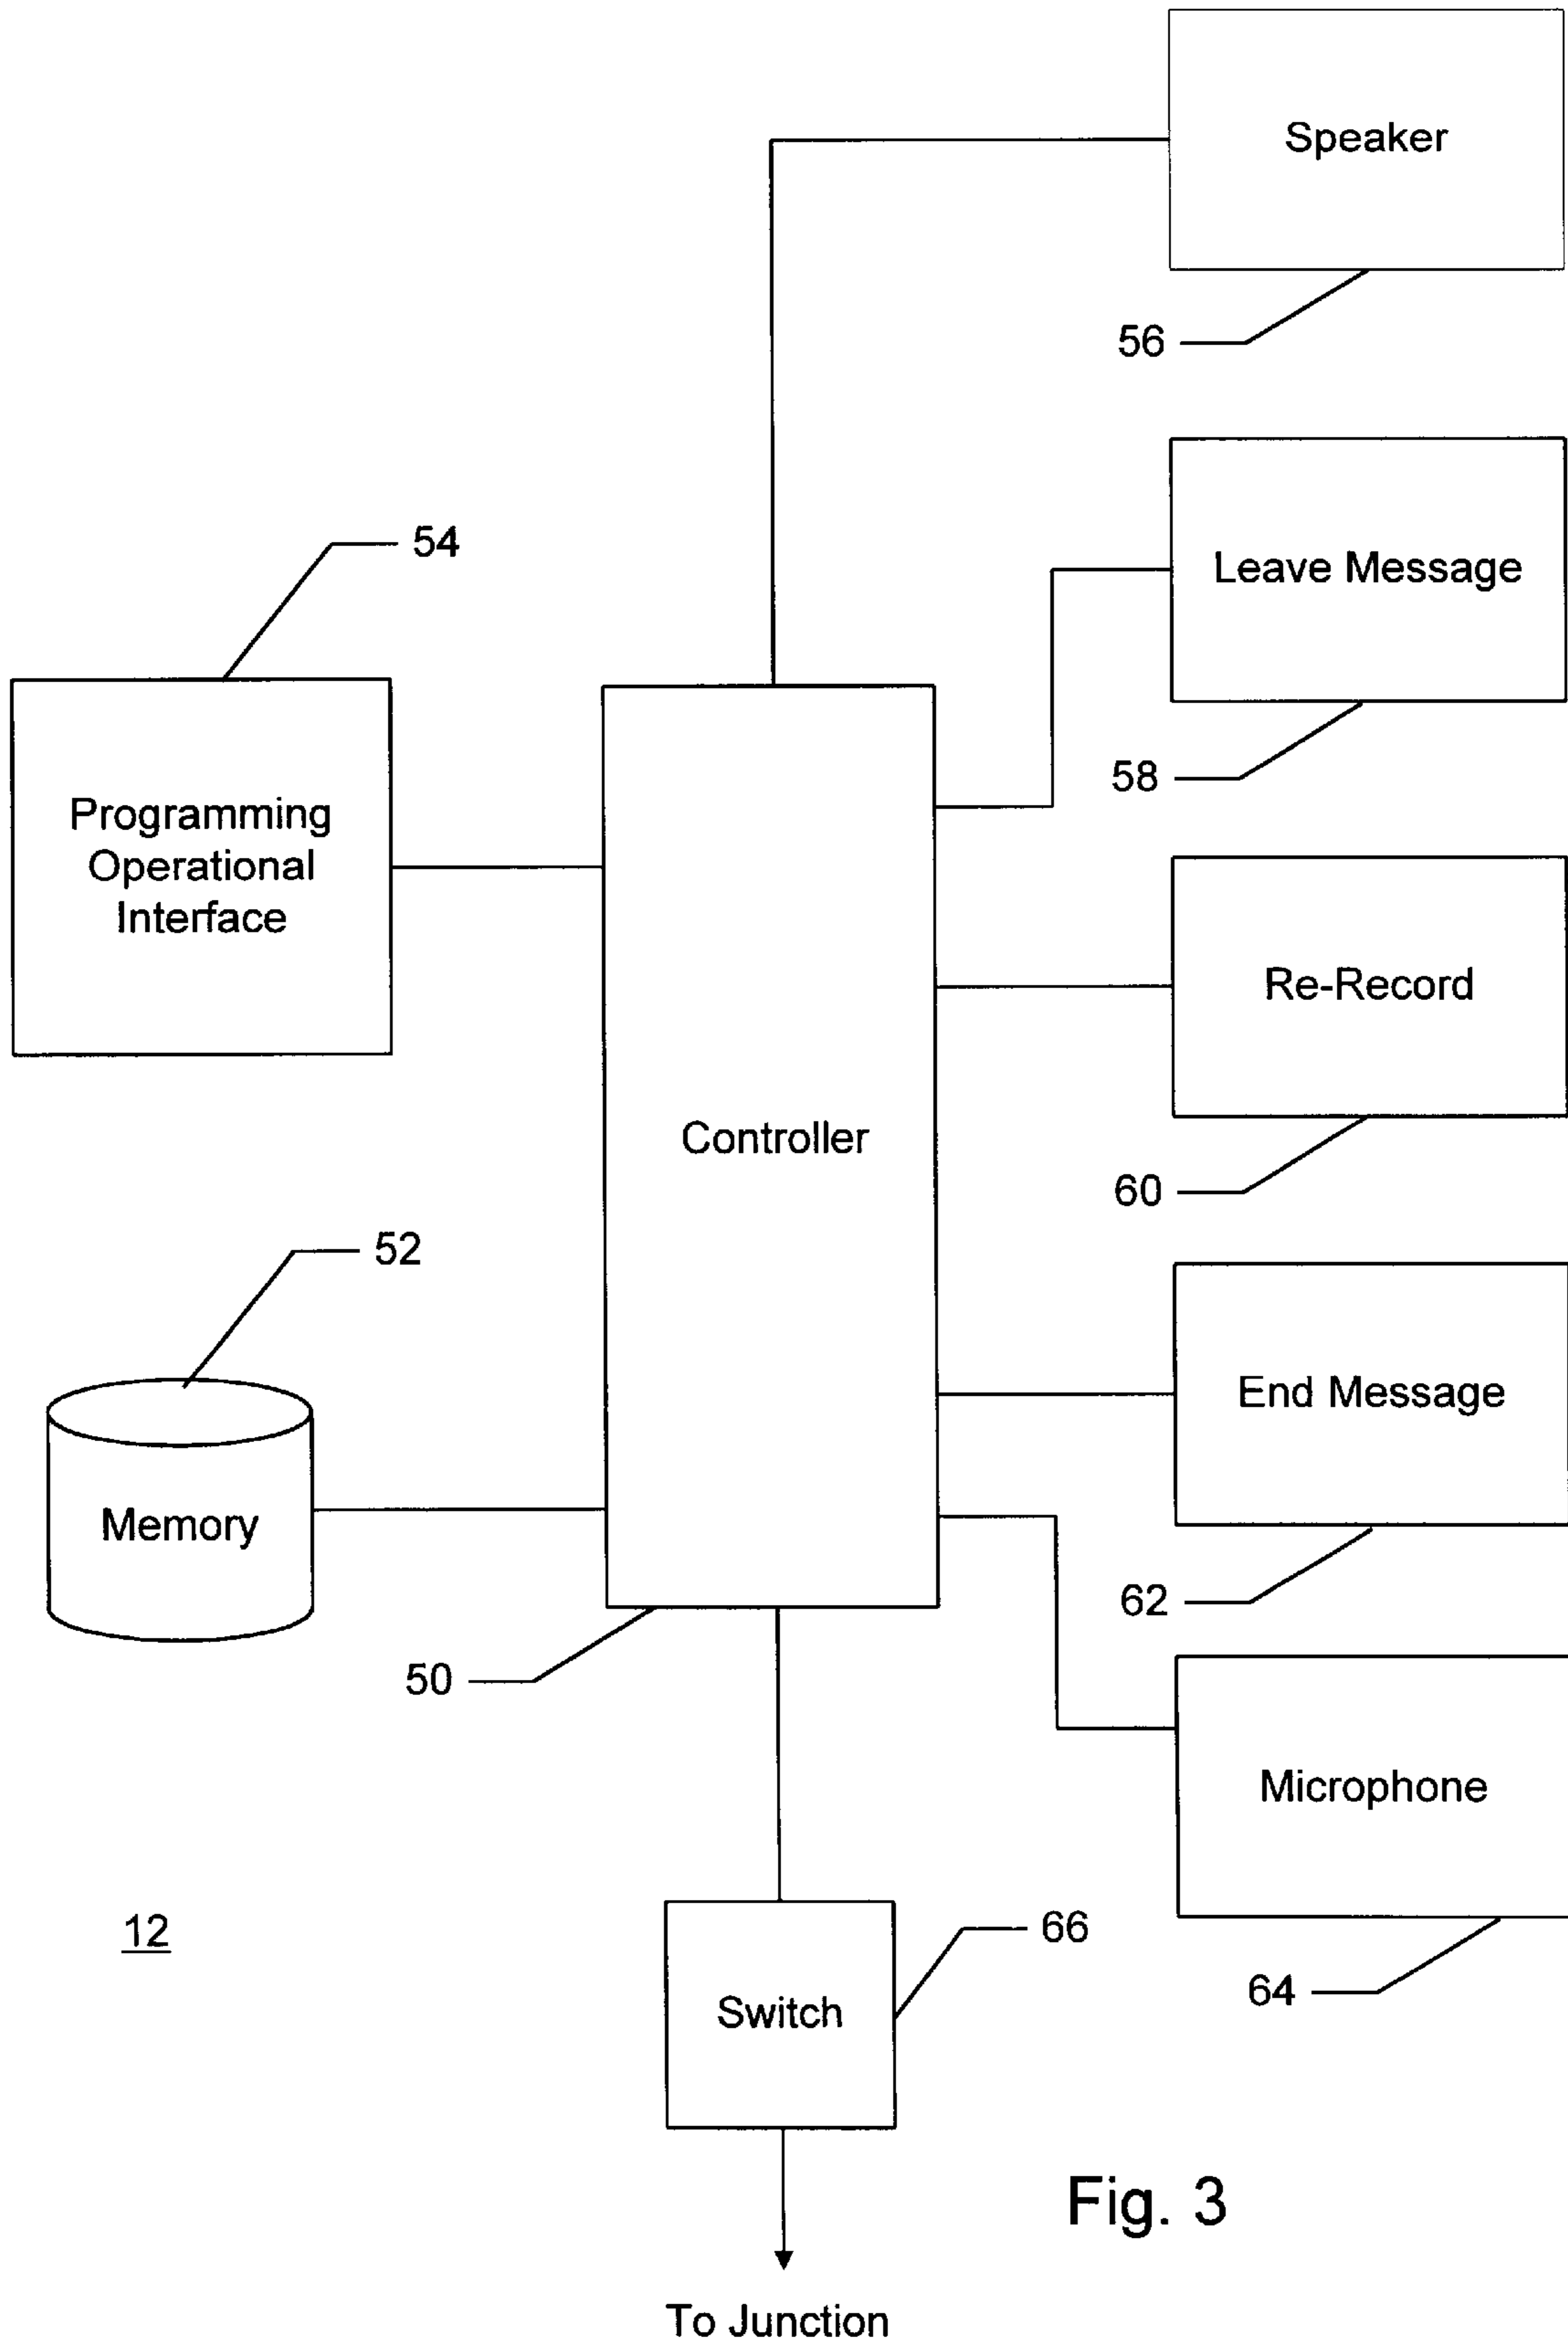 Speaker
56
54
Leave Message
58
Programming
Operational
Interface
Re-Record
Controller
60
52
End Message
Memory
62
50
Microphone
12
66
64
Switch
Fig. 3
To Junction